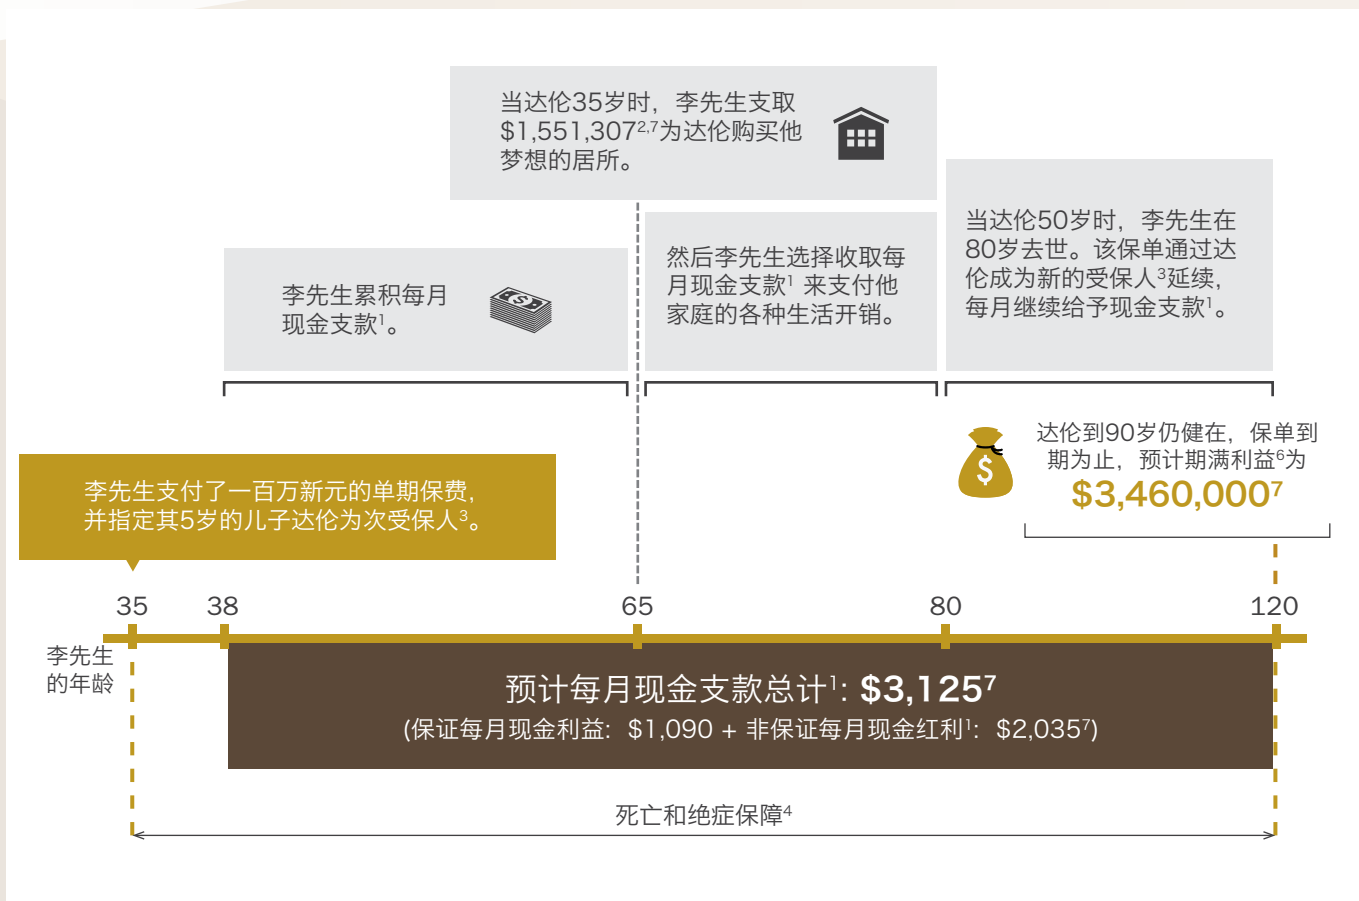 当达伦35岁时，李先生支取
$1,551,307²,⁷为达伦购买他
梦想的居所。
当达伦50岁时，李先生在
80岁去世。该保单通过达
伦成为新的受保人³延续,
每月继续给予现金支款¹。
然后李先生选择收取每
月现金支款¹ 来支付他
家庭的各种生活开销。
李先生累积每月
现金支款¹。
达伦到90岁仍健在，保单到
期为止，预计期满利益⁶为
$3,460,000⁷
$
李先生支付了一百万新元的单期保费,
并指定其5岁的儿子达伦为次受保人³。
35 38 65 80 120
李先生
的年龄
预计每月现金支款总计¹: $3,125⁷
(保证每月现金利益: $1,090 + 非保证每月现金红利¹: $2,035⁷)
死亡和绝症保障⁴